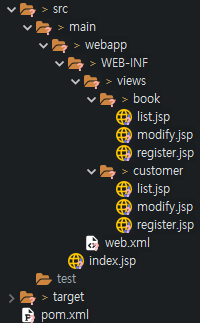 src
main
webapp
WEB-INF
views
book
list.jsp
modify.jsp
register.jsp
customer
list.jsp
modify.jsp
register.jsp
web.xml
index.jsp
test
target
pom.xml